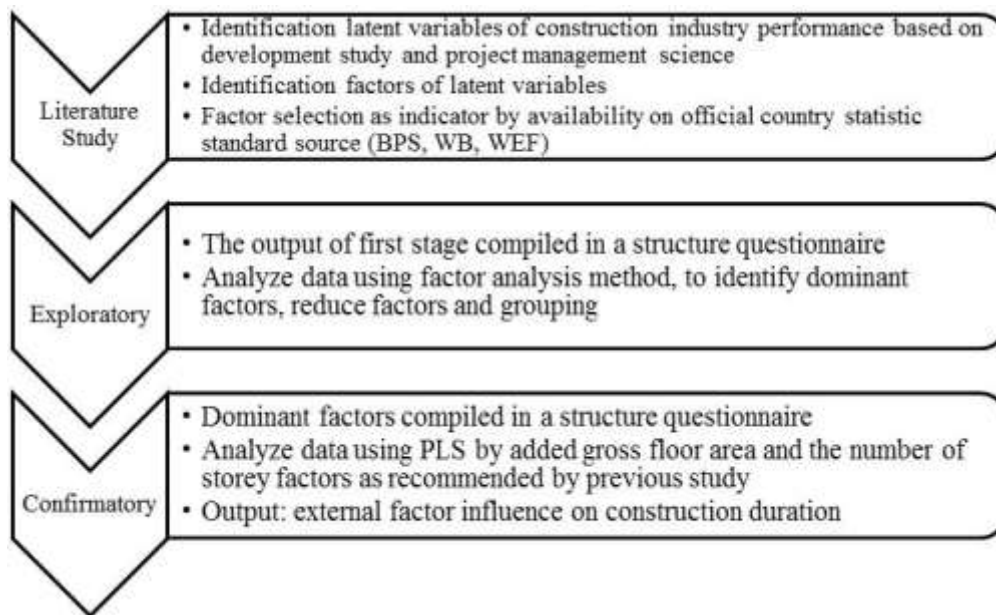 Literature
Study
• Identification latent variables of construction industry performance based on
development study and project management science
• Identification factors of latent variables
• Factor selection as indicator by availability on official country statistic
standard source (BPS, WB, WEF)
Exploratory
• The output of first stage compiled in a structure questionnaire
• Analyze data using factor analysis method, to identify dominant
factors, reduce factors and grouping
Confirmatory
• Dominant factors compiled in a structure questionnaire
• Analyze data using PLS by added gross floor area and the number of
storey factors as recommended by previous study
• Output: external factor influence on construction duration